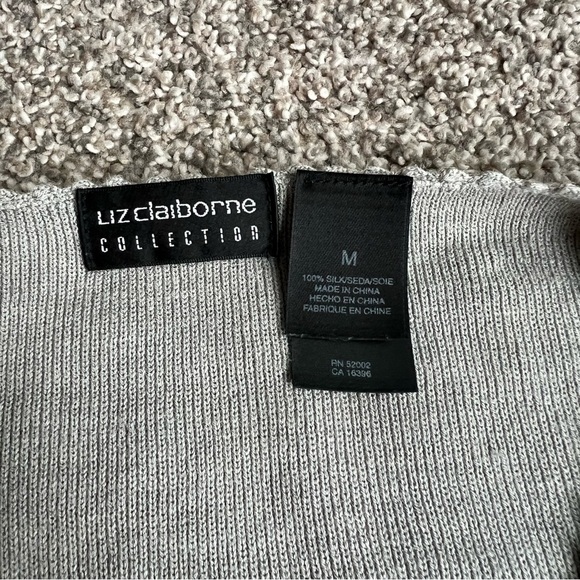 Liz claiborne
COLLECTION
M
100% SILK/SEDA/SOIE
MADE IN CHINA
HECHO EN CHINA
FABRIQUE EN CHINE
RN 52002
CA 16396